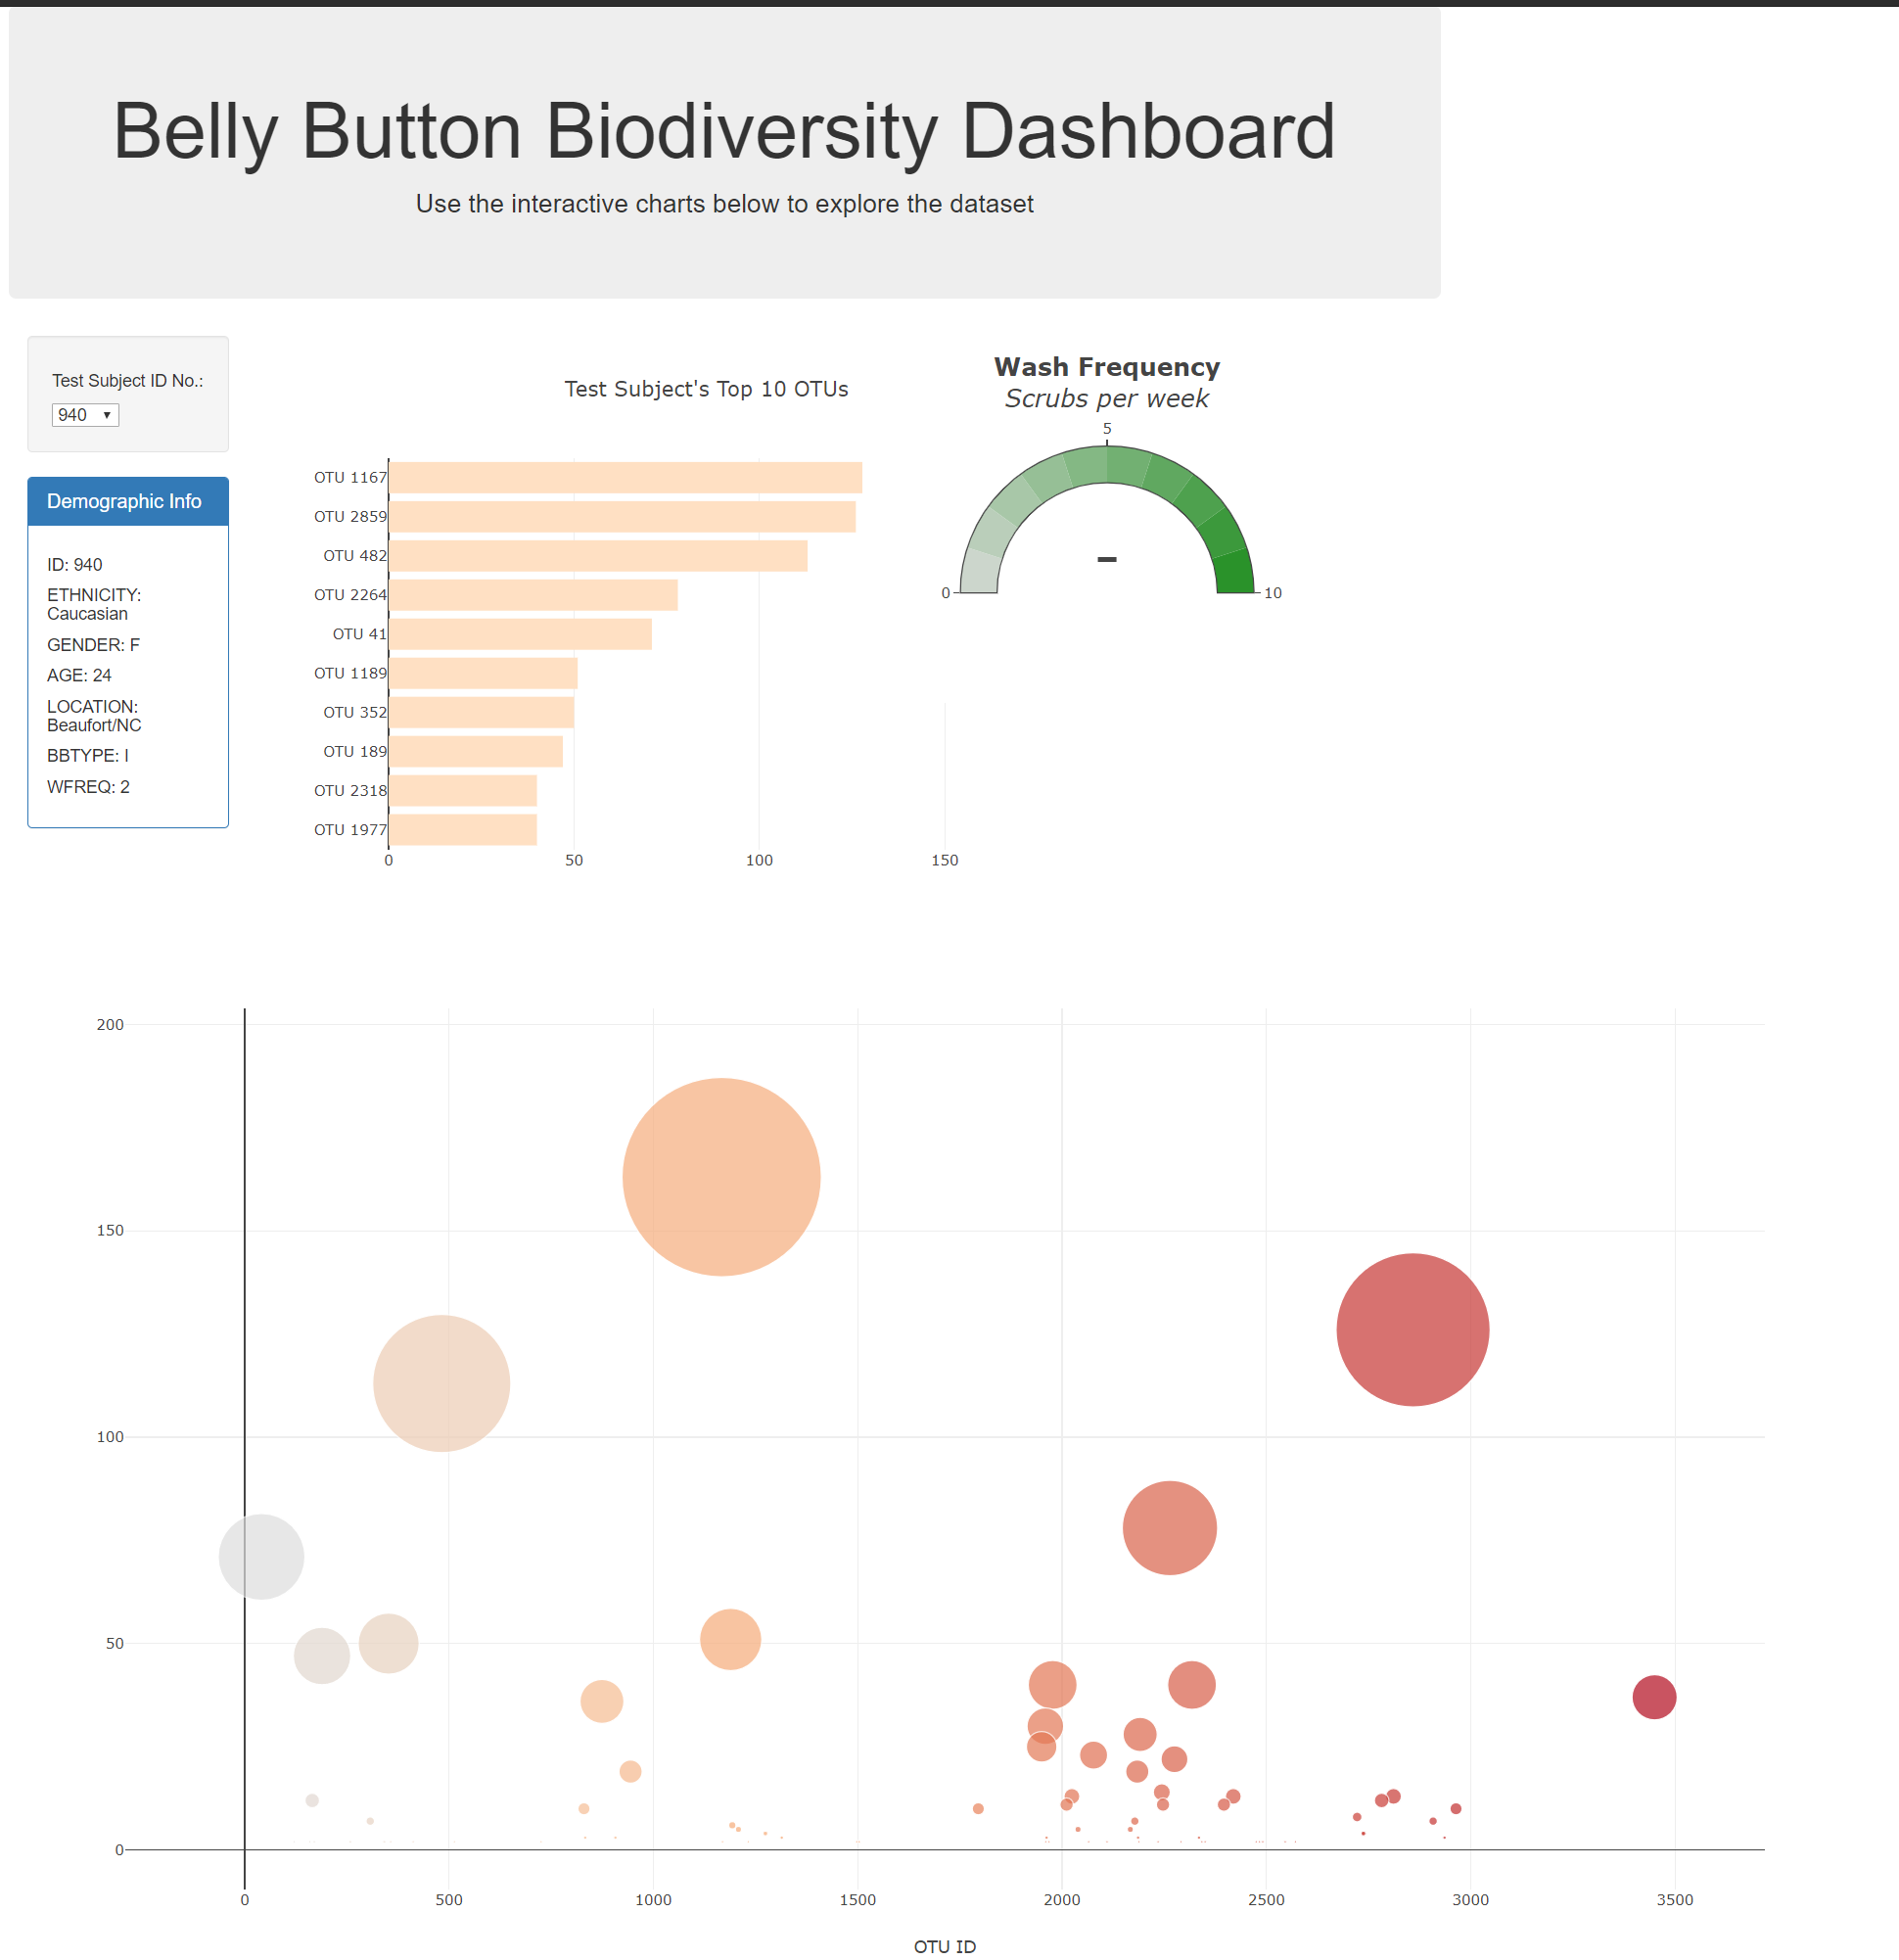 Belly Button Biodiversity Dashboard
Use the interactive charts below to explore the dataset
Test Subject ID No.:
940
Demographic Info
ID: 940
ETHNICITY:
Caucasian
GENDER: F
AGE: 24
LOCATION:
Beaufort/NC
BBTYPE: I
WFREQ: 2
Test Subject's Top 10 OTUs
OTU 1167
OTU 2859
OTU 482
OTU 2264
OTU 41
OTU 1189
OTU 352
OTU 189
OTU 2318
OTU 1977
0 50 100 150
Wash Frequency
Scrubs per week
5
0 10
–
200
150
100
50
0
0 500 1000 1500 2000 2500 3000 3500
OTU ID